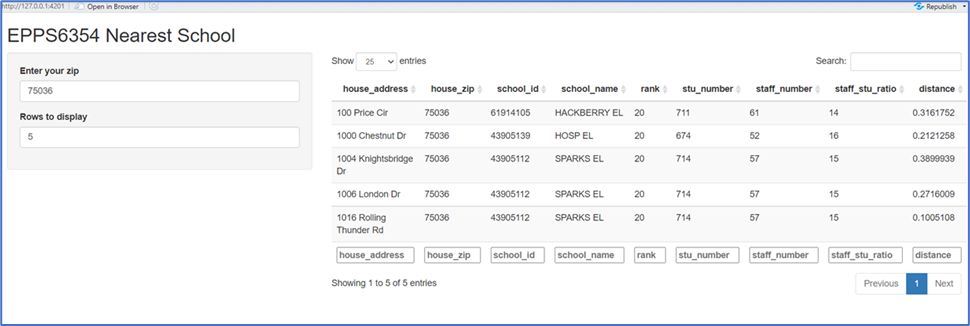 http://127.0.0.1:4201 Open in Browser Republish
EPPS6354 Nearest School
Enter your zip
75036
Rows to display
5
Show 25 entries Search:
house_address house_zip school_id school_name rank stu_number staff_number staff_stu_ratio distance
100 Price Cir 75036 61914105 HACKBERRY EL 20 711 61 14 0.3161752
1000 Chestnut Dr 75036 43905139 HOSP EL 20 674 52 16 0.2121258
1004 Knightsbridge 75036 43905112 SPARKS EL 20 714 57 15 0.3899939
Dr
1006 London Dr 75036 43905112 SPARKS EL 20 714 57 15 0.2716009
1016 Rolling 75036 43905112 SPARKS EL 20 714 57 15 0.1005108
Thunder Rd
house_address house_zip school_id school_name rank stu_number staff_number staff_stu_ratio distance
Showing 1 to 5 of 5 entries
Previous 1 Next